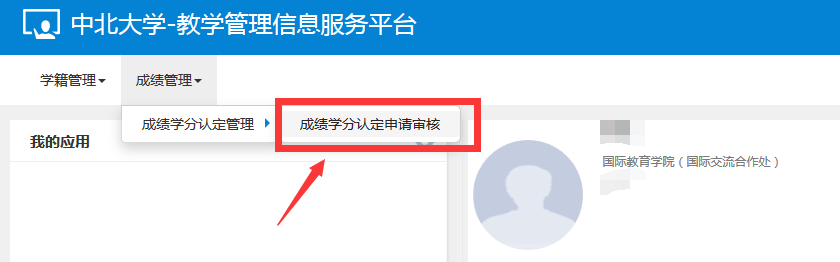 中北大学-教学管理信息服务平台
学籍管理 成绩管理
成绩学分认定管理 成绩学分认定申请审核
我的应用
国际教育学院（国际交流合作处）